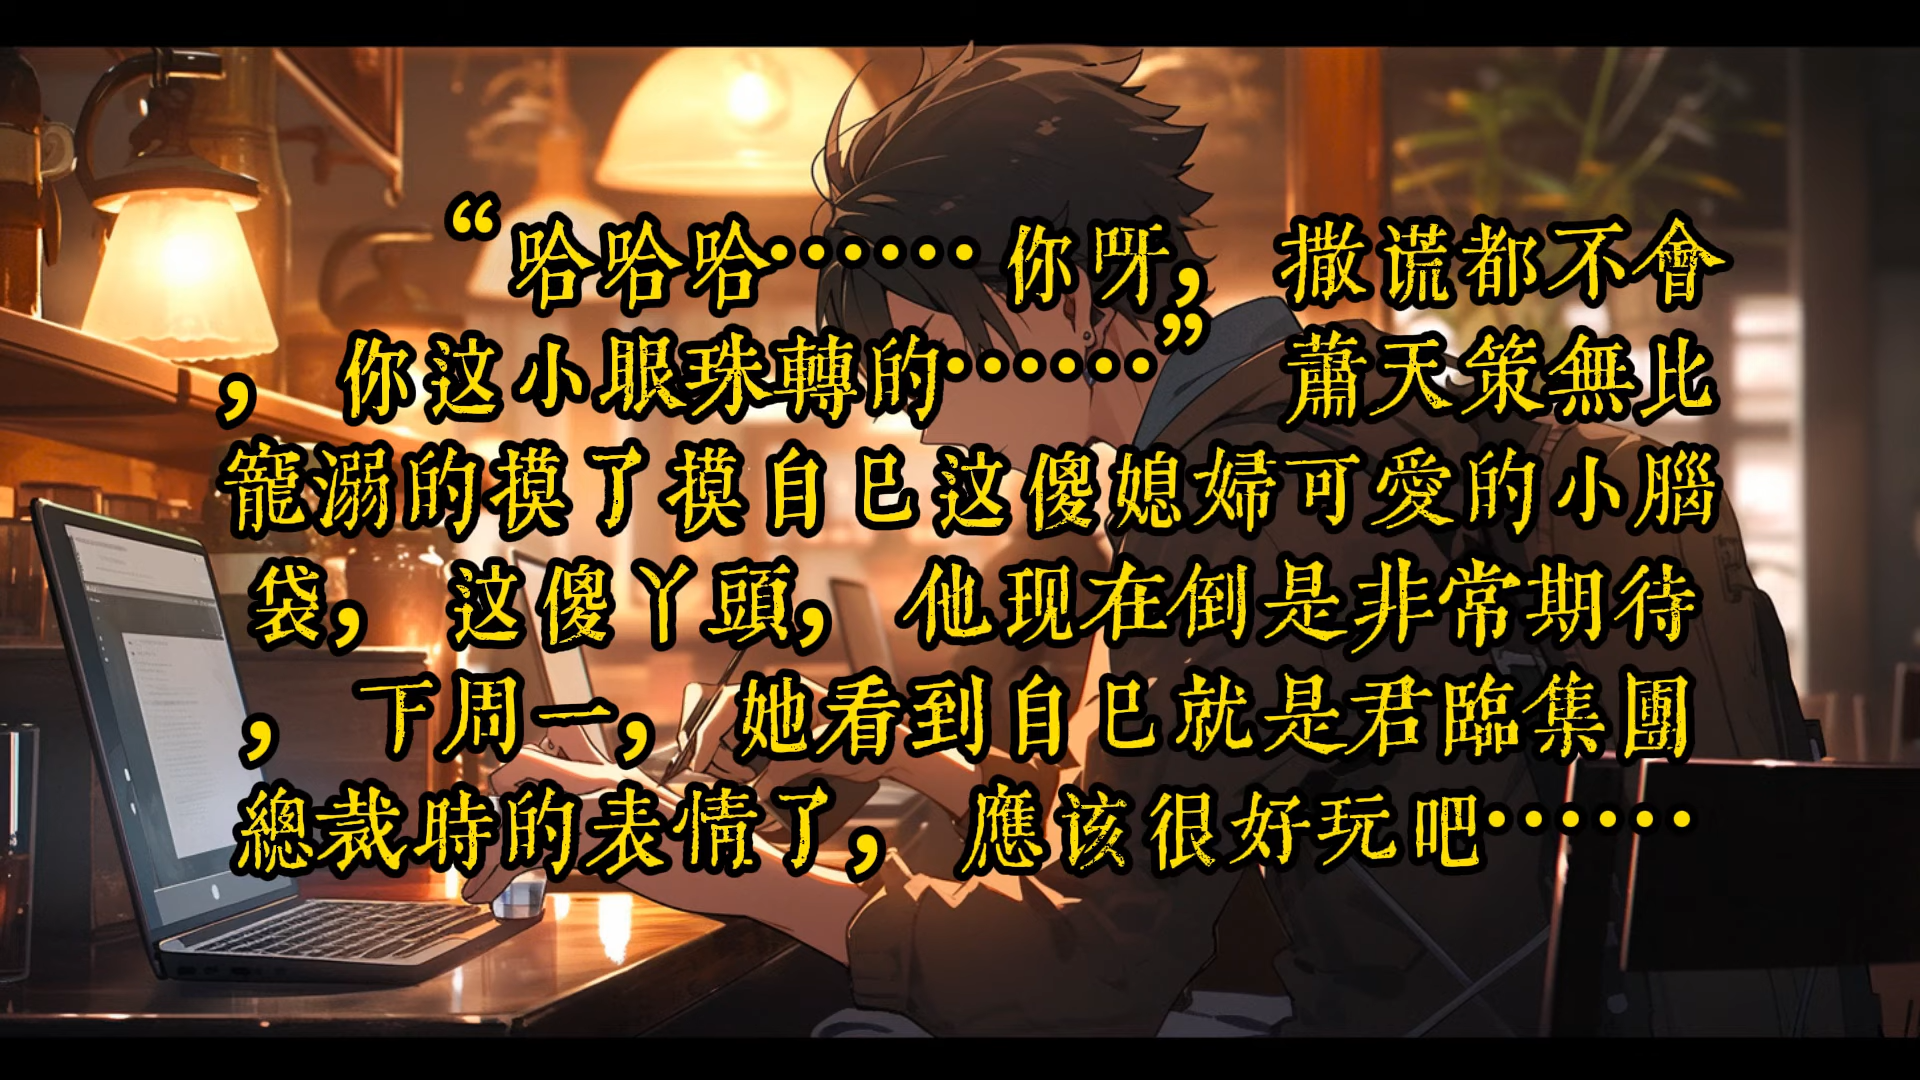 “哈哈哈……你呀，撒谎都不會
，你这小眼珠轉的……”蕭天策無比
寵溺的摸了摸自已这傻媳婦可愛的小腦
袋，这傻丫頭，他现在倒是非常期待
，下周一，她看到自已就是君臨集團
總裁時的表情了，應该很好玩吧……